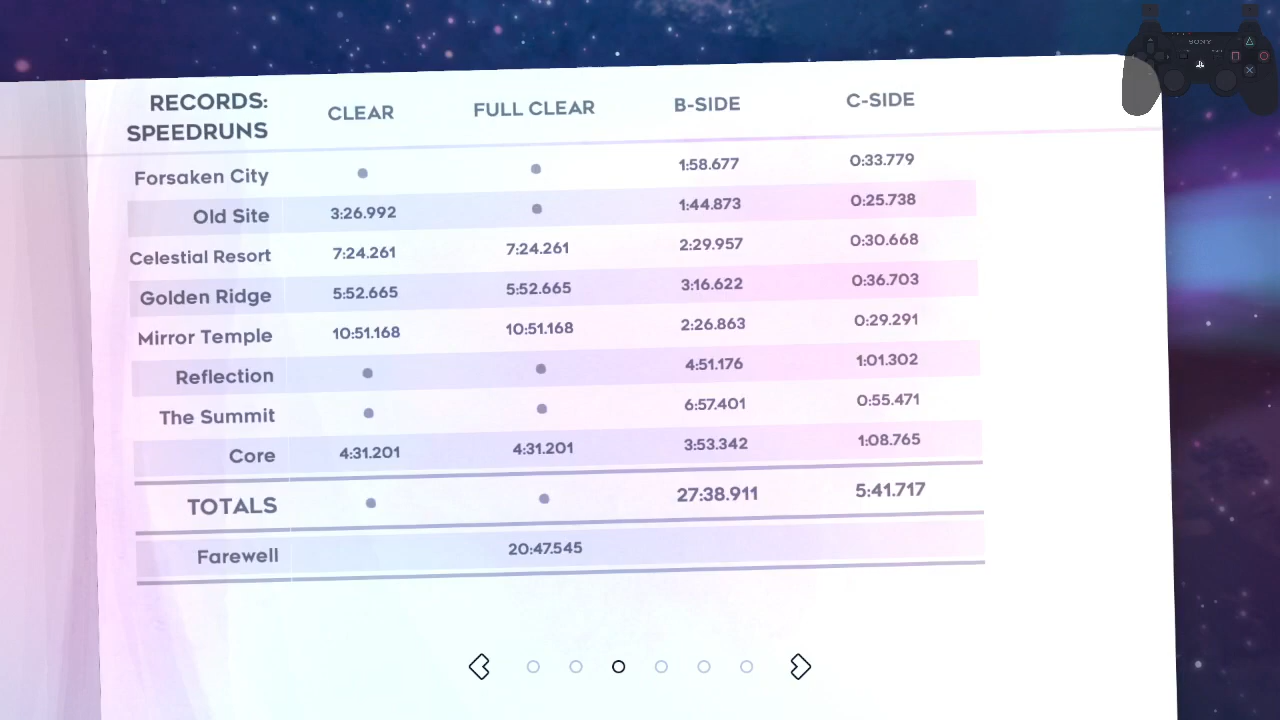 RECORDS:
SPEEDRUNS CLEAR FULL CLEAR B-SIDE C-SIDE
Forsaken City • • 1:58.677 0:33.779
Old Site 3:26.992 • 1:44.873 0:25.738
Celestial Resort 7:24.261 7:24.261 2:29.957 0:30.668
Golden Ridge 5:52.665 5:52.665 3:16.622 0:36.703
Mirror Temple 10:51.168 10:51.168 2:26.863 0:29.291
Reflection • • 4:51.176 1:01.302
The Summit • • 6:57.401 0:55.471
Core 4:31.201 4:31.201 3:53.342 1:08.765
TOTALS • • 27:38.911 5:41.717
Farewell 20:47.545
SONY